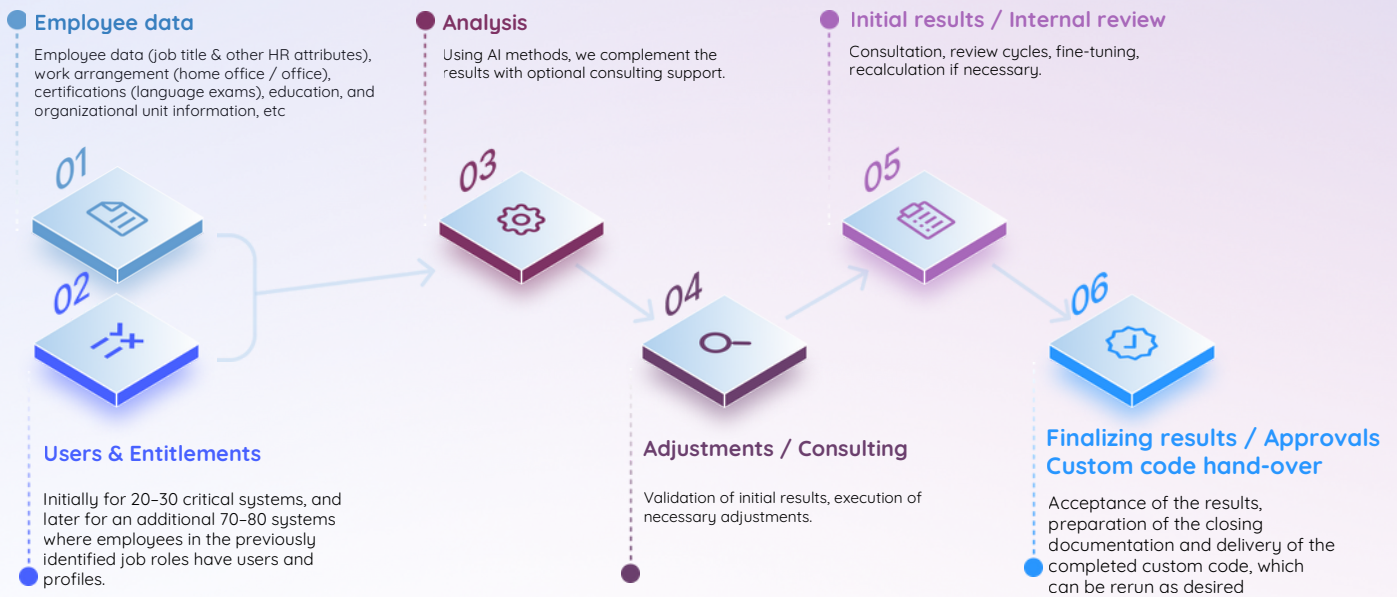 Employee data
Employee data (job title & other HR attributes),
work arrangement (home office / office),
certifications (language exams), education, and
organizational unit information, etc
01
02
Users & Entitlements
Initially for 20–30 critical systems, and
later for an additional 70–80 systems
where employees in the previously
identified job roles have users and
profiles.
Analysis
Using AI methods, we complement the
results with optional consulting support.
03
04
Adjustments / Consulting
Validation of initial results, execution of
necessary adjustments.
Initial results / Internal review
Consultation, review cycles, fine-tuning,
recalculation if necessary.
05
06
Finalizing results / Approvals
Custom code hand-over
Acceptance of the results,
preparation of the closing
documentation and delivery of the
completed custom code, which
can be rerun as desired